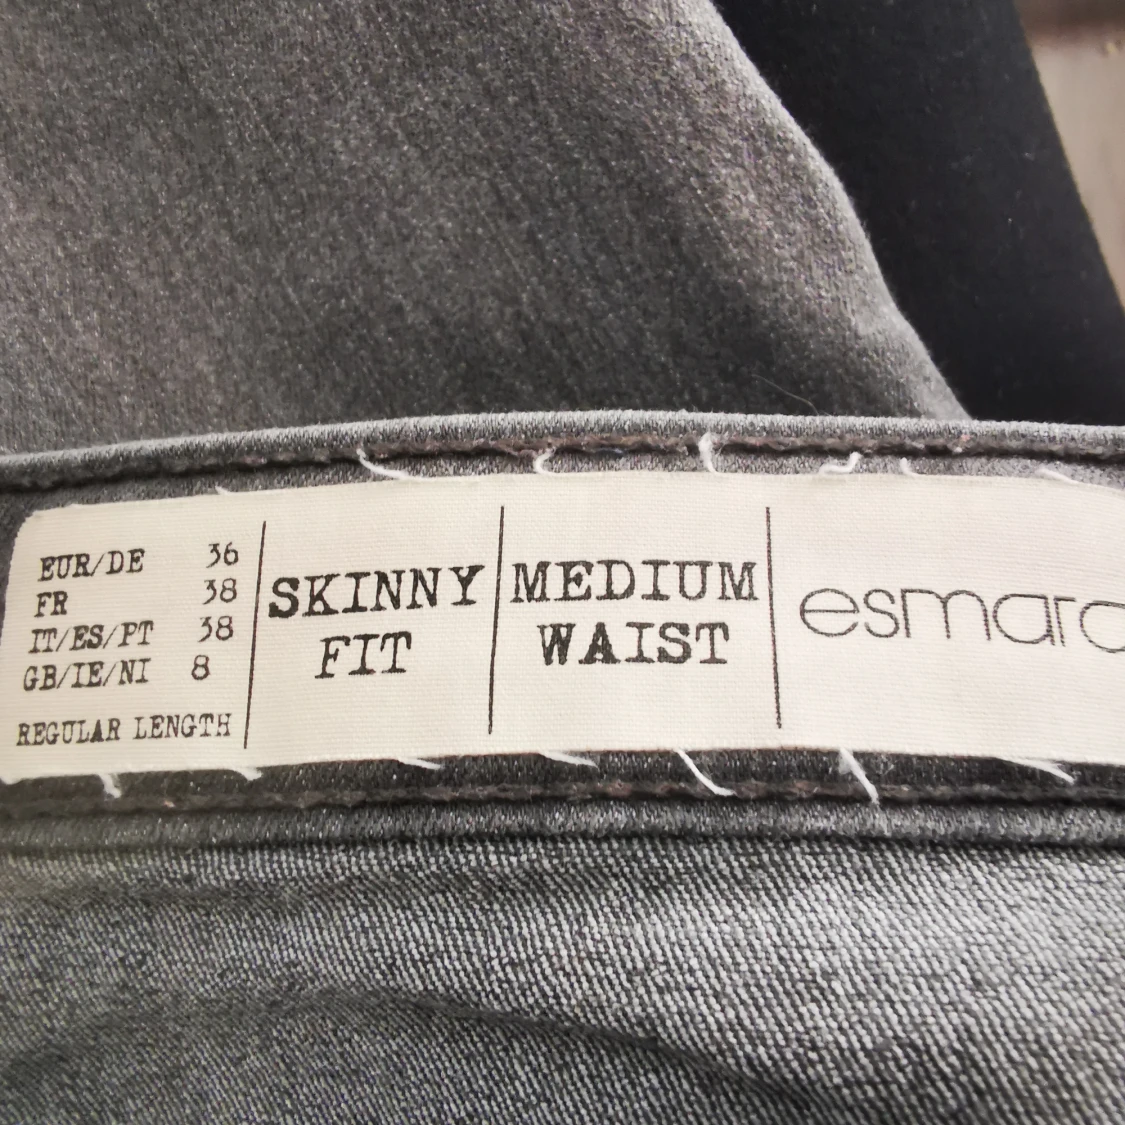 EUR/DE 36
FR 38
IT/ES/PT 38
GB/IE/NI 8
REGULAR LENGTH
SKINNY
FIT
MEDIUM
WAIST
esmara